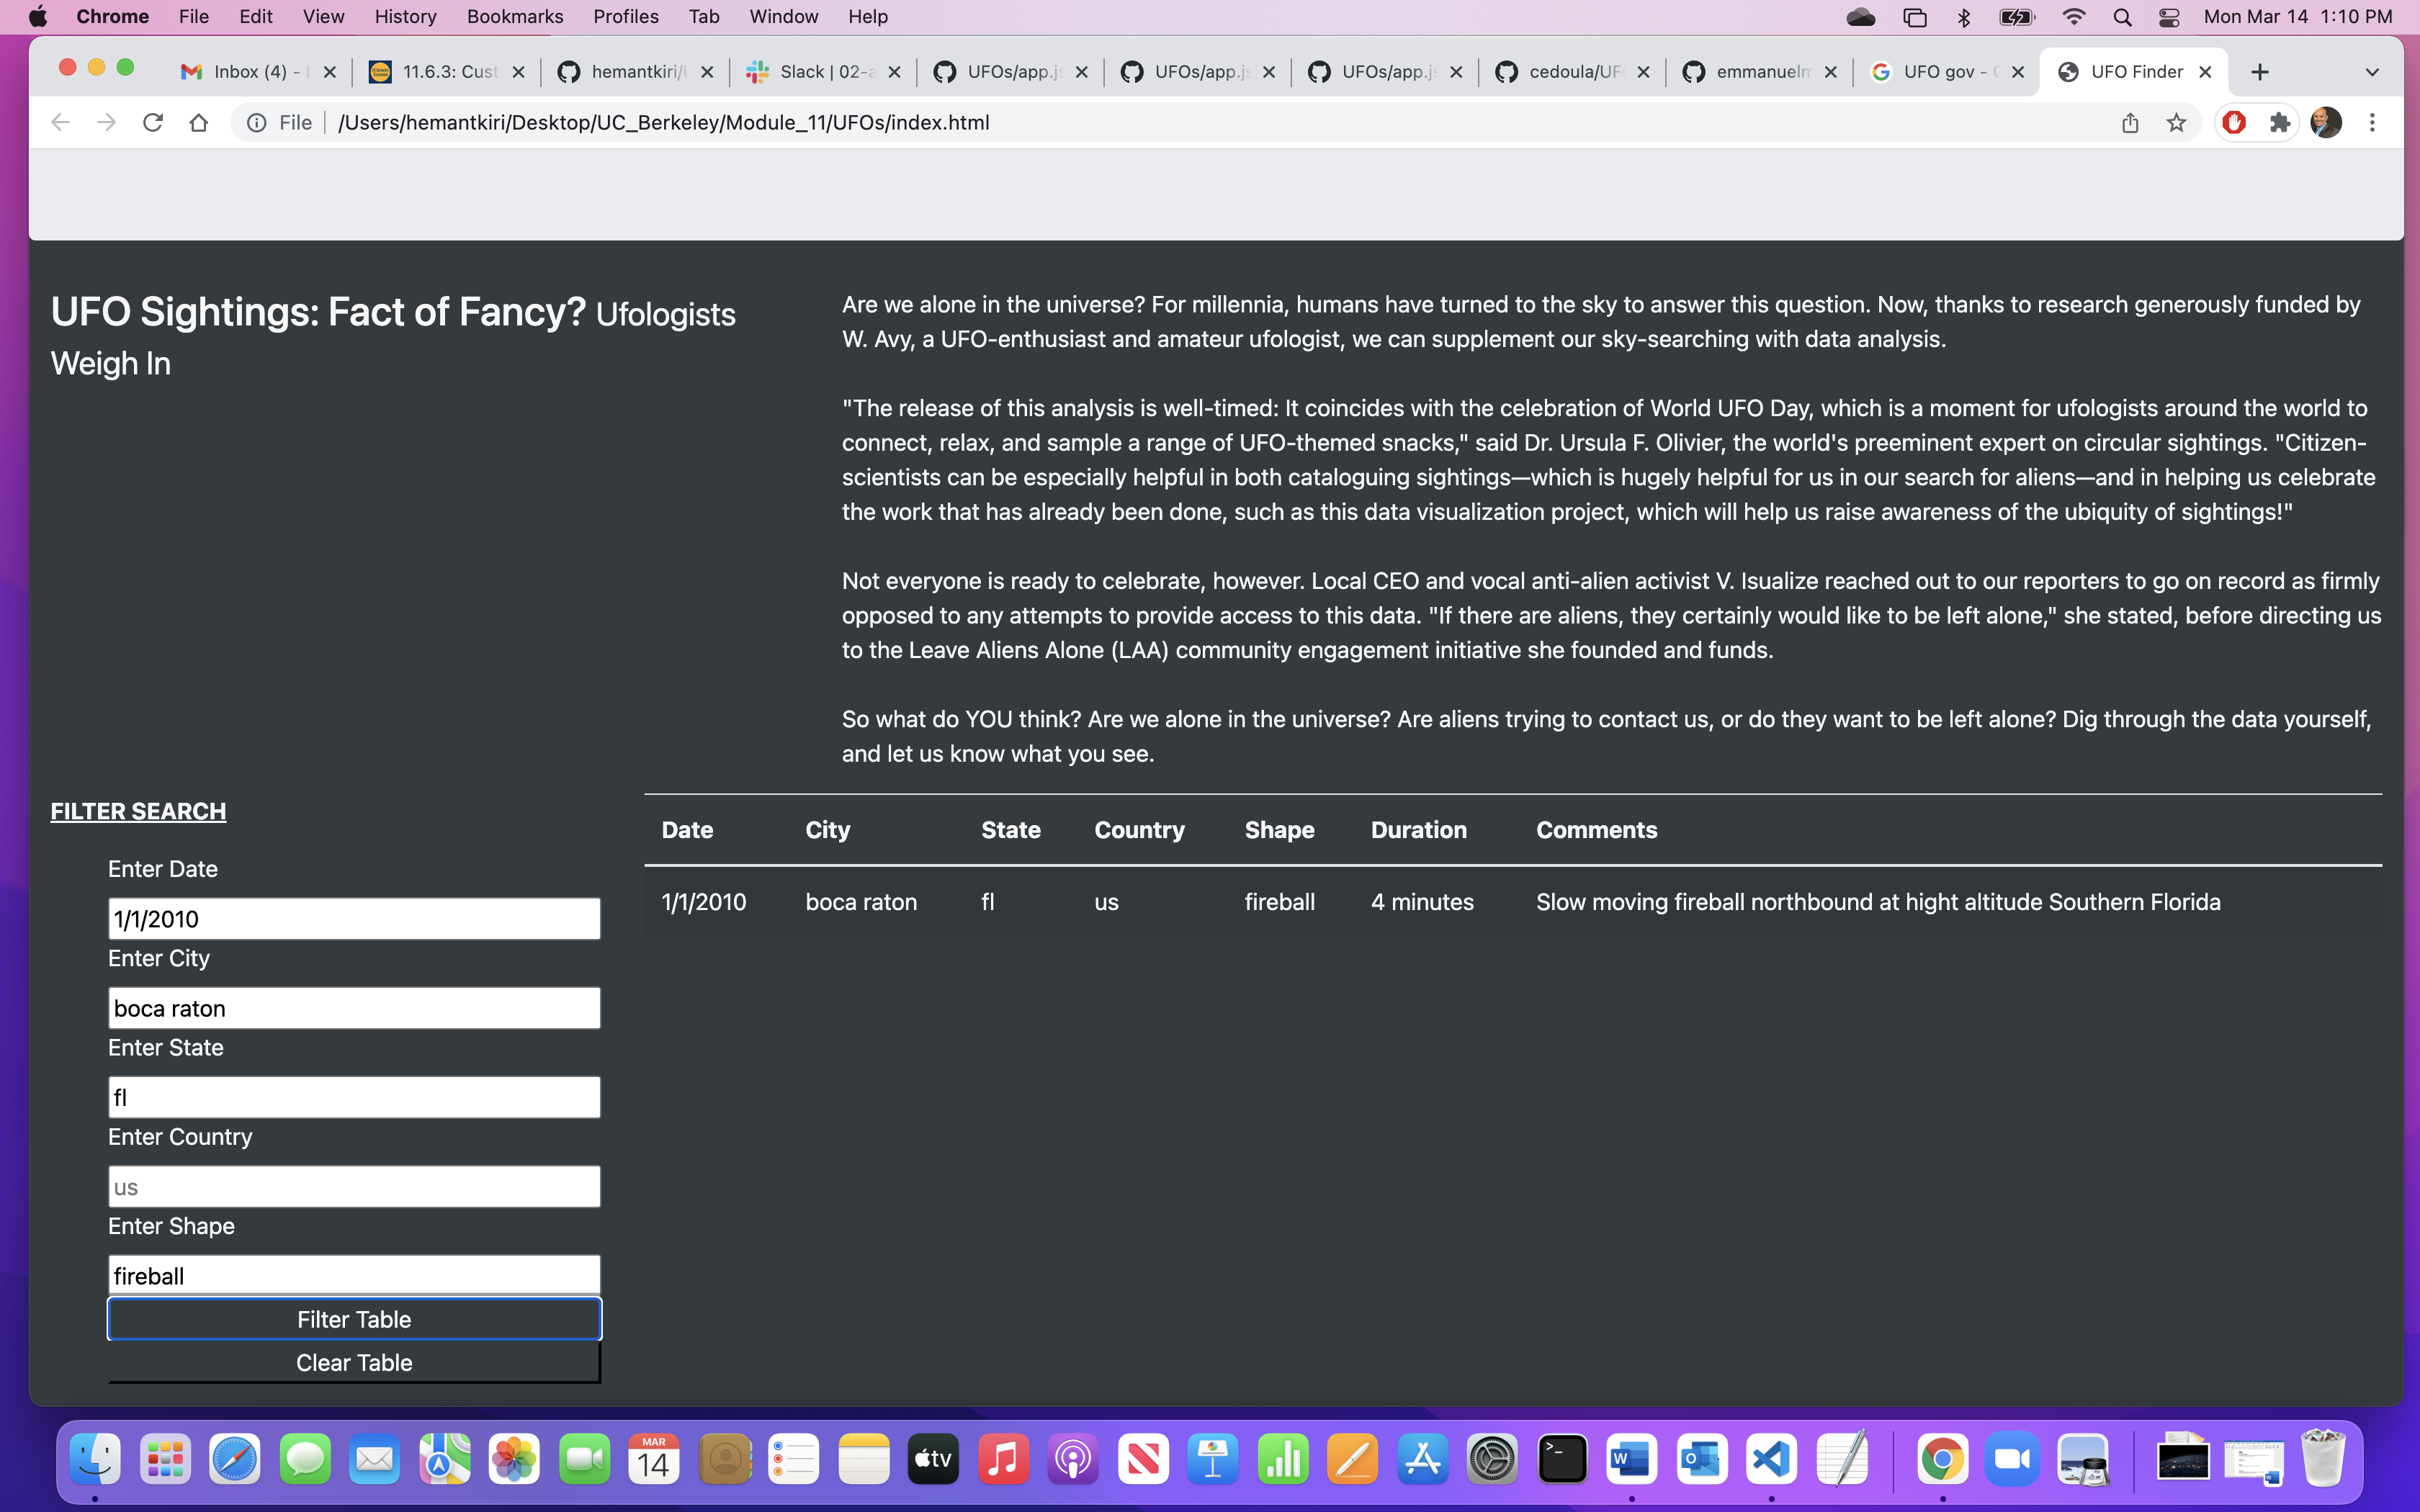 Chrome File Edit View History Bookmarks Profiles Tab Window Help Mon Mar 14 1:10 PM
Inbox (4) - 11.6.3: Cust hemantkiri/ Slack | 02-a UFOs/app.js UFOs/app.js UFOs/app.js cedoula/UF emmanuelm UFO gov - UFO Finder
File /Users/hemantkiri/Desktop/UC_Berkeley/Module_11/UFOs/index.html
UFO Sightings: Fact of Fancy? Ufologists
Weigh In
Are we alone in the universe? For millennia, humans have turned to the sky to answer this question. Now, thanks to research generously funded by
W. Avy, a UFO-enthusiast and amateur ufologist, we can supplement our sky-searching with data analysis.
"The release of this analysis is well-timed: It coincides with the celebration of World UFO Day, which is a moment for ufologists around the world to
connect, relax, and sample a range of UFO-themed snacks," said Dr. Ursula F. Olivier, the world's preeminent expert on circular sightings. "Citizen-
scientists can be especially helpful in both cataloguing sightings—which is hugely helpful for us in our search for aliens—and in helping us celebrate
the work that has already been done, such as this data visualization project, which will help us raise awareness of the ubiquity of sightings!"
Not everyone is ready to celebrate, however. Local CEO and vocal anti-alien activist V. Isualize reached out to our reporters to go on record as firmly
opposed to any attempts to provide access to this data. "If there are aliens, they certainly would like to be left alone," she stated, before directing us
to the Leave Aliens Alone (LAA) community engagement initiative she founded and funds.
So what do YOU think? Are we alone in the universe? Are aliens trying to contact us, or do they want to be left alone? Dig through the data yourself,
and let us know what you see.
FILTER SEARCH
Enter Date
1/1/2010
Enter City
boca raton
Enter State
fl
Enter Country
us
Enter Shape
fireball
Filter Table
Clear Table
Date City State Country Shape Duration Comments
1/1/2010 boca raton fl us fireball 4 minutes Slow moving fireball northbound at hight altitude Southern Florida
MAR
14
tv
W
O